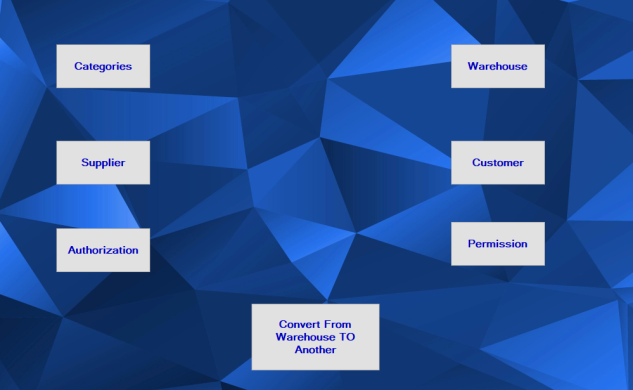 Categories
Warehouse
Supplier
Customer
Authorization
Permission
Convert From
Warehouse TO
Another